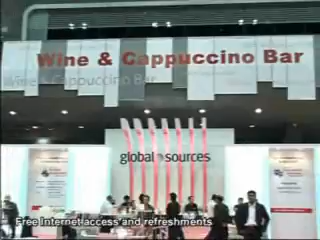 Wine & Cappuccino Bar
Wine & Cappuccino Bar
global sources
Free Internet access and refreshments